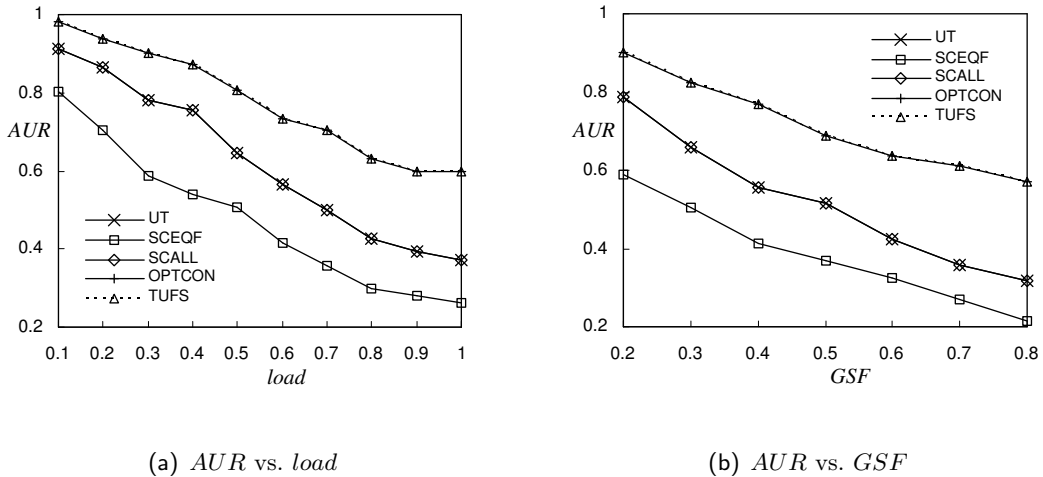 1
0.8
AUR
0.6
0.4
0.2
UT
SCEQF
SCALL
OPTCON
TUFS
0.1 0.2 0.3 0.4 0.5 0.6 0.7 0.8 0.9 1
load
(a) AUR vs. load
1
0.8
AUR
0.6
0.4
0.2
UT
SCEQF
SCALL
OPTCON
TUFS
0.2 0.3 0.4 0.5 0.6 0.7 0.8
GSF
(b) AUR vs. GSF